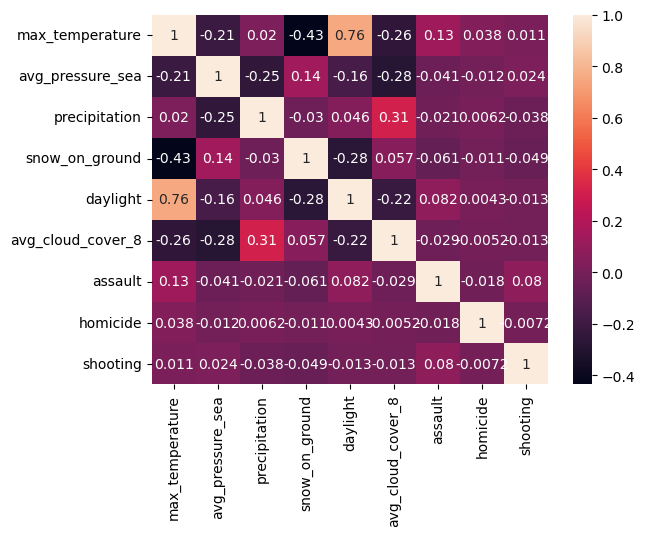 max_temperature 1 -0.21 0.02 -0.43 0.76 -0.26 0.13 0.038 0.011
avg_pressure_sea -0.21 1 -0.25 0.14 -0.16 -0.28 -0.041 -0.012 0.024
precipitation 0.02 -0.25 1 -0.03 0.046 0.31 -0.021 0.0062 -0.038
snow_on_ground -0.43 0.14 -0.03 1 -0.28 0.057 -0.061 -0.011 -0.049
daylight 0.76 -0.16 0.046 -0.28 1 -0.22 0.082 0.0043 -0.013
avg_cloud_cover_8 -0.26 -0.28 0.31 0.057 -0.22 1 -0.029 -0.0052 -0.013
assault 0.13 -0.041 -0.021 -0.061 0.082 -0.029 1 -0.018 0.08
homicide 0.038 -0.012 0.0062 -0.011 0.0043 -0.0052 -0.018 1 -0.0072
shooting 0.011 0.024 -0.038 -0.049 -0.013 -0.013 0.08 -0.0072 1
max_temperature
avg_pressure_sea
precipitation
snow_on_ground
daylight
avg_cloud_cover_8
assault
homicide
shooting
1.0
0.8
0.6
0.4
0.2
0.0
−0.2
−0.4